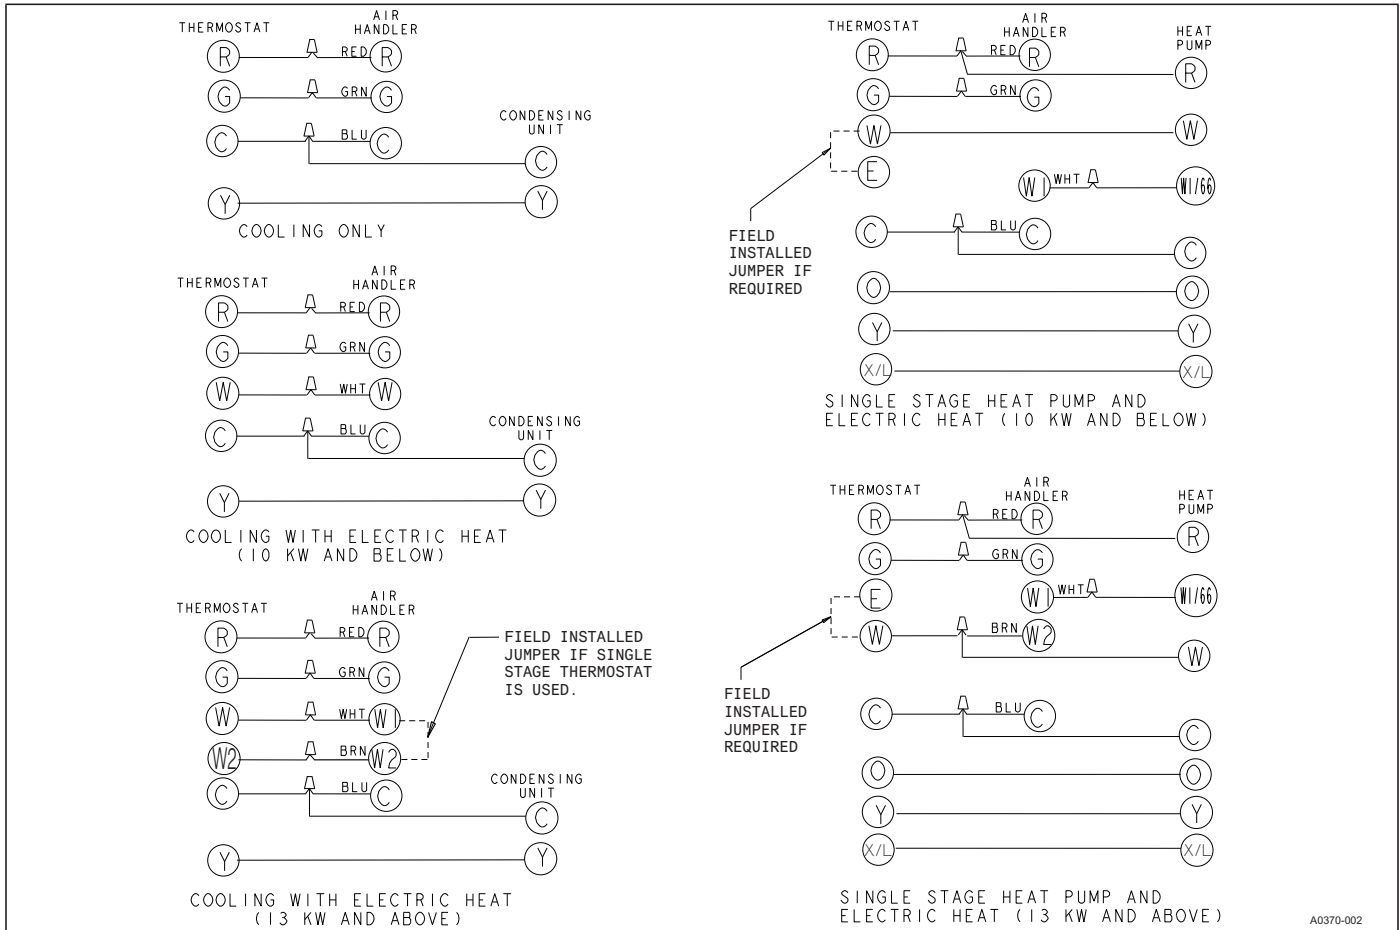 THERMOSTAT
AIR
HANDLER
R RED R
G GRN G
CONDENSING
UNIT
C BLU C
C
Y Y
COOLING ONLY
THERMOSTAT
AIR
HANDLER
R RED R
G GRN G
W WHT W
CONDENSING
UNIT
C BLU C
C
Y Y
COOLING WITH ELECTRIC HEAT
(10 KW AND BELOW)
THERMOSTAT
AIR
HANDLER
R RED R
G GRN G
W WHT W1
W2 BRN W2
C BLU C
FIELD INSTALLED
JUMPER IF SINGLE
STAGE THERMOSTAT
IS USED.
CONDENSING
UNIT
C
Y Y
COOLING WITH ELECTRIC HEAT
(13 KW AND ABOVE)
THERMOSTAT
AIR
HANDLER
HEAT
PUMP
R RED R
R
G GRN G
W W
E
W1 WHT W1/66
FIELD
INSTALLED
JUMPER IF
REQUIRED
C BLU C
C
O O
Y Y
X/L X/L
SINGLE STAGE HEAT PUMP AND
ELECTRIC HEAT (10 KW AND BELOW)
THERMOSTAT
AIR
HANDLER
HEAT
PUMP
R RED R
R
G GRN G
E
W1 WHT W1/66
W BRN W2
W
FIELD
INSTALLED
JUMPER IF
REQUIRED
C BLU C
C
O O
Y Y
X/L X/L
SINGLE STAGE HEAT PUMP AND
ELECTRIC HEAT (13 KW AND ABOVE)
A0370-002